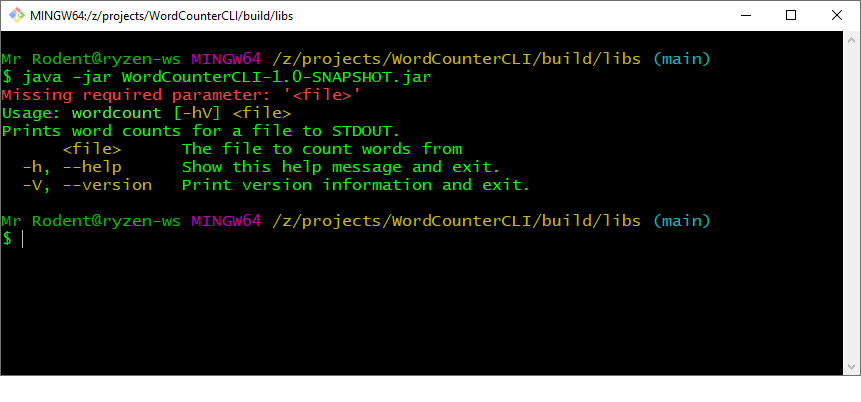 MINGW64:/z/projects/WordCounterCLI/build/libs
Mr Rodent@ryzen-ws MINGW64 /z/projects/WordCounterCLI/build/libs (main)
$ java -jar WordCounterCLI-1.0-SNAPSHOT.jar
Missing required parameter: '<file>'
Usage: wordcount [-hV] <file>
Prints word counts for a file to STDOUT.
      <file>      The file to count words from
  -h, --help      Show this help message and exit.
  -V, --version   Print version information and exit.
Mr Rodent@ryzen-ws MINGW64 /z/projects/WordCounterCLI/build/libs (main)
$